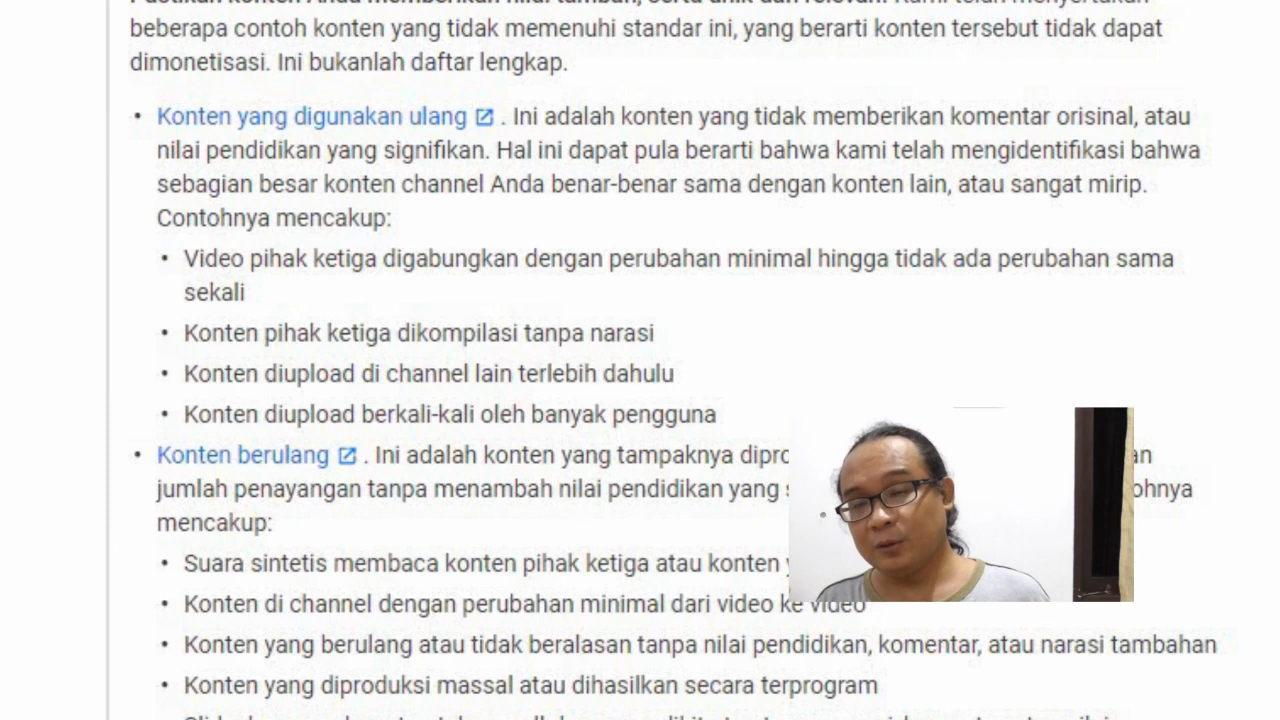 beberapa contoh konten yang tidak memenuhi standar ini, yang berarti konten tersebut tidak dapat
dimonetisasi. Ini bukanlah daftar lengkap.
• Konten yang digunakan ulang . Ini adalah konten yang tidak memberikan komentar orisinal, atau
nilai pendidikan yang signifikan. Hal ini dapat pula berarti bahwa kami telah mengidentifikasi bahwa
sebagian besar konten channel Anda benar-benar sama dengan konten lain, atau sangat mirip.
Contohnya mencakup:
• Video pihak ketiga digabungkan dengan perubahan minimal hingga tidak ada perubahan sama
sekali
• Konten pihak ketiga dikompilasi tanpa narasi
• Konten diupload di channel lain terlebih dahulu
• Konten diupload berkali-kali oleh banyak pengguna
• Konten berulang . Ini adalah konten yang tampaknya
jumlah penayangan tanpa menambah nilai pendidikan yang
mencakup:
• Suara sintetis membaca konten pihak ketiga atau konten
• Konten di channel dengan perubahan minimal dari video ke video
• Konten yang berulang atau tidak beralasan tanpa nilai pendidikan, komentar, atau narasi tambahan
• Konten yang diproduksi massal atau dihasilkan secara terprogram